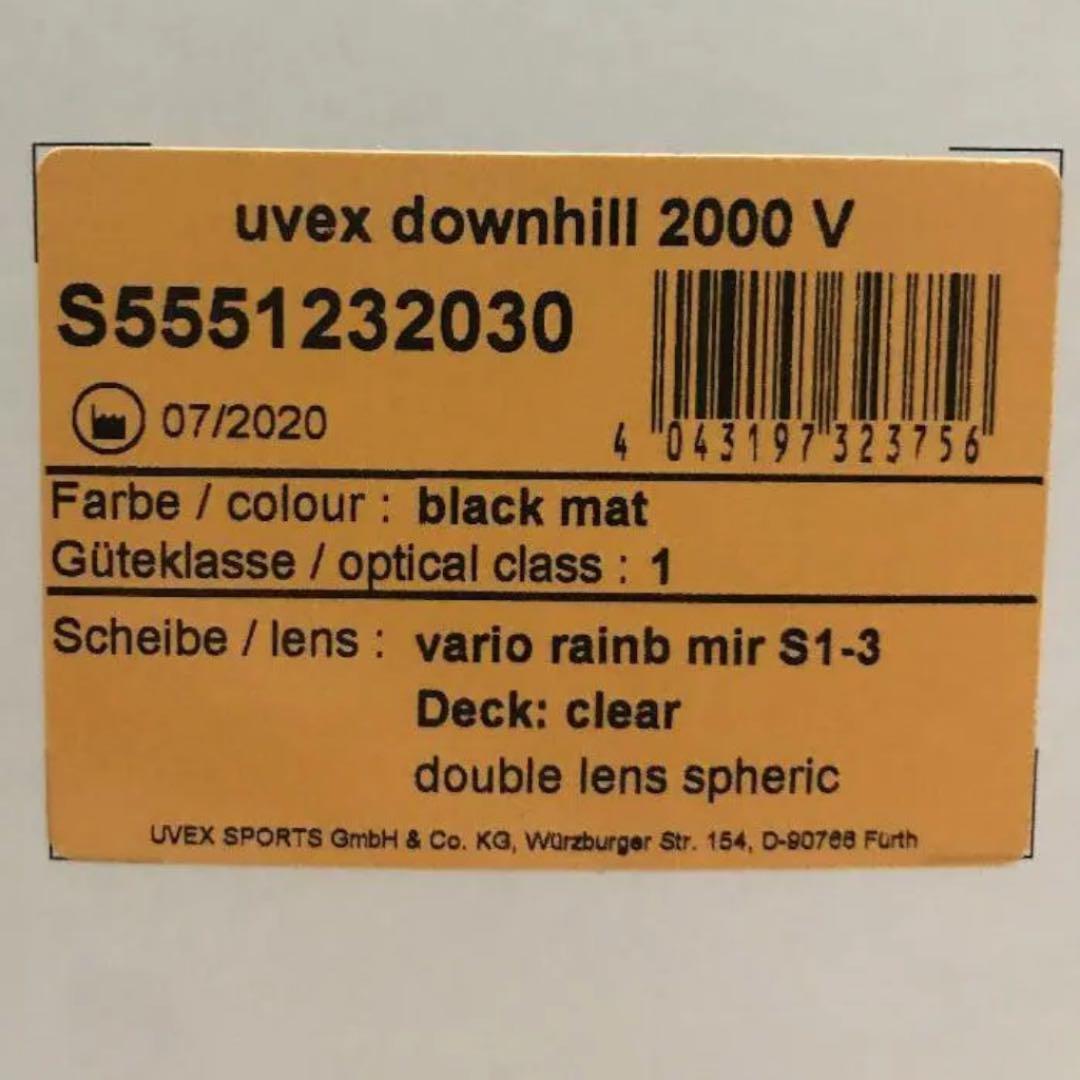 uvex downhill 2000 V
S5551232030
07/2020
4 043197 323756
Farbe / colour : black mat
Güteklasse / optical class : 1
Scheibe / lens : vario rainb mir S1-3
Deck: clear
double lens spheric
UVEX SPORTS GmbH & Co. KG, Würzburger Str. 154, D-90766 Fürth